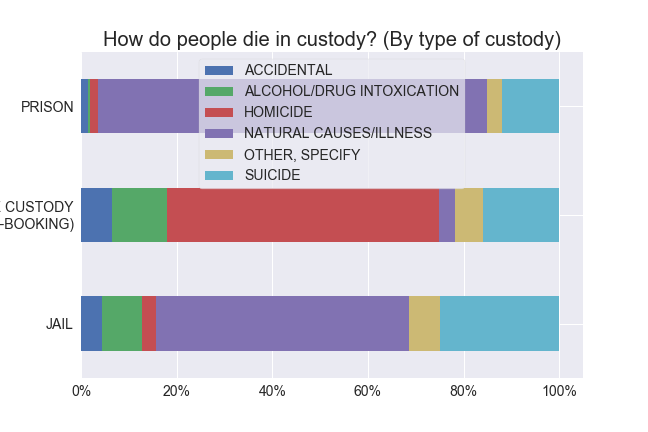 How do people die in custody? (By type of custody)
ACCIDENTAL
ALCOHOL/DRUG INTOXICATION
HOMICIDE
NATURAL CAUSES/ILLNESS
OTHER, SPECIFY
SUICIDE
PRISON
CUSTODY
-BOOKING)
JAIL
0% 20% 40% 60% 80% 100%